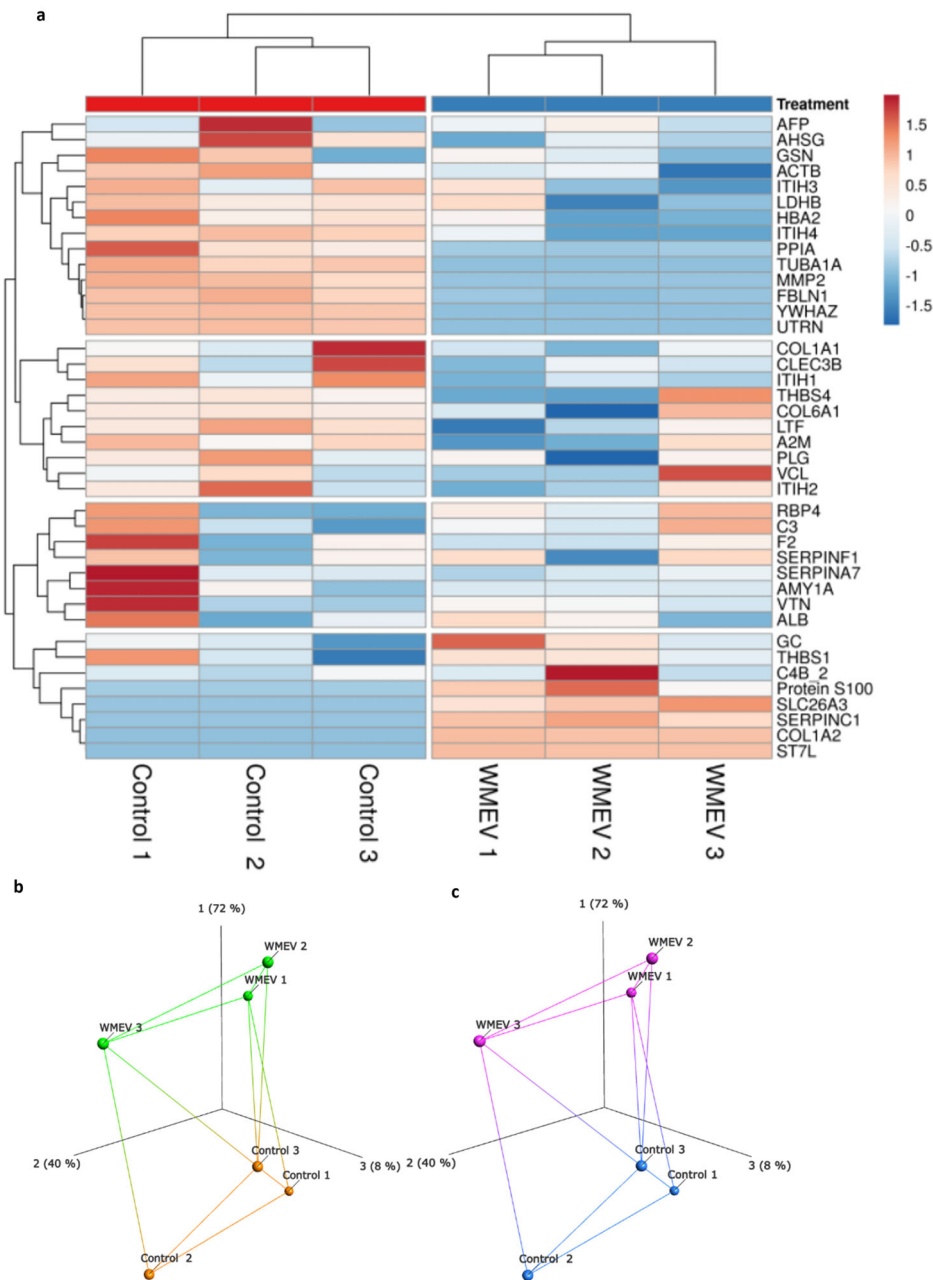 a
Treatment
AFP
AHSG
GSN
ACTB
ITIH3
LDHB
HBA2
ITIH4
PPIA
TUBA1A
MMP2
FBLN1
YWHAZ
UTRN
COL1A1
CLEC3B
ITIH1
THBS4
COL6A1
LTF
A2M
PLG
VCL
ITIH2
RBP4
C3
F2
SERPINF1
SERPINA7
AMY1A
VTN
ALB
GC
THBS1
C4B_2
Protein S100
SLC26A3
SERPINC1
COL1A2
ST7L
1.5
1
0.5
0
-0.5
-1
-1.5
Control 1
Control 2
Control 3
WMEV 1
WMEV 2
WMEV 3
b
1 (72 %)
WMEV 2
WMEV 1
WMEV 3
2 (40 %)
3 (8 %)
Control 3
Control 1
Control 2
c
1 (72 %)
WMEV 2
WMEV 1
WMEV 3
2 (40 %)
3 (8 %)
Control 3
Control 1
Control 2